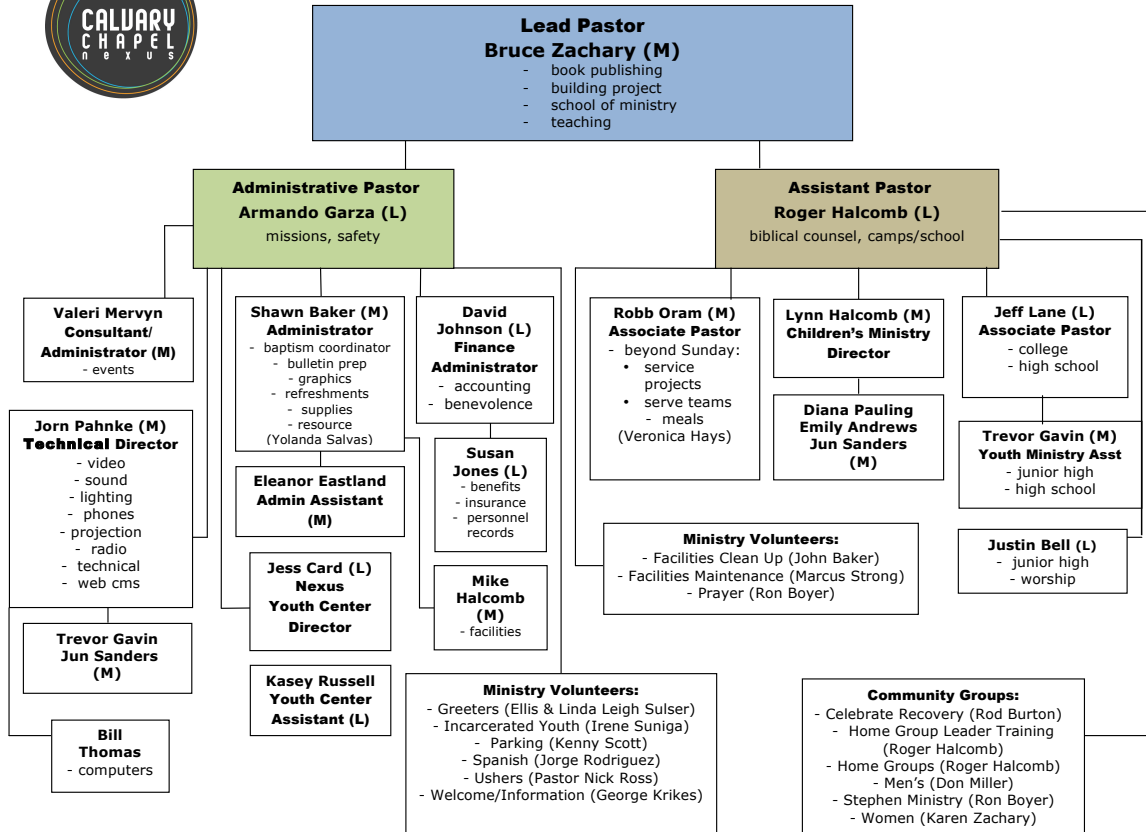 CALVARY
CHAPEL
nexus
Lead Pastor
Bruce Zachary (M)
- book publishing
- building project
- school of ministry
- teaching
Administrative Pastor
Armando Garza (L)
missions, safety
Assistant Pastor
Roger Halcomb (L)
biblical counsel, camps/school
Valeri Mervyn
Consultant/
Administrator (M)
- events
Shawn Baker (M)
Administrator
- baptism coordinator
- bulletin prep
- graphics
- refreshments
- supplies
- resource
(Yolanda Salvas)
David
Johnson (L)
Finance
Administrator
- accounting
- benevolence
Robb Oram (M)
Associate Pastor
- beyond Sunday:
• service
projects
• serve teams
- meals
(Veronica Hays)
Lynn Halcomb (M)
Children's Ministry
Director
Jeff Lane (L)
Associate Pastor
- college
- high school
Jorn Pahnke (M)
Technical Director
- video
- sound
- lighting
- phones
- projection
- radio
- technical
- web cms
Eleanor Eastland
Admin Assistant
(M)
Susan
Jones (L)
- benefits
- insurance
- personnel
records
Diana Pauling
Emily Andrews
Jun Sanders
(M)
Trevor Gavin (M)
Youth Ministry Asst
- junior high
- high school
Ministry Volunteers:
- Facilities Clean Up (John Baker)
- Facilities Maintenance (Marcus Strong)
- Prayer (Ron Boyer)
Justin Bell (L)
- junior high
- worship
Jess Card (L)
Nexus
Youth Center
Director
Mike
Halcomb
(M)
- facilities
Trevor Gavin
Jun Sanders
(M)
Kasey Russell
Youth Center
Assistant (L)
Bill
Thomas
- computers
Ministry Volunteers:
- Greeters (Ellis & Linda Leigh Sulser)
- Incarcerated Youth (Irene Suniga)
- Parking (Kenny Scott)
- Spanish (Jorge Rodriguez)
- Ushers (Pastor Nick Ross)
- Welcome/Information (George Krikes)
Community Groups:
- Celebrate Recovery (Rod Burton)
- Home Group Leader Training
(Roger Halcomb)
- Home Groups (Roger Halcomb)
- Men's (Don Miller)
- Stephen Ministry (Ron Boyer)
- Women (Karen Zachary)